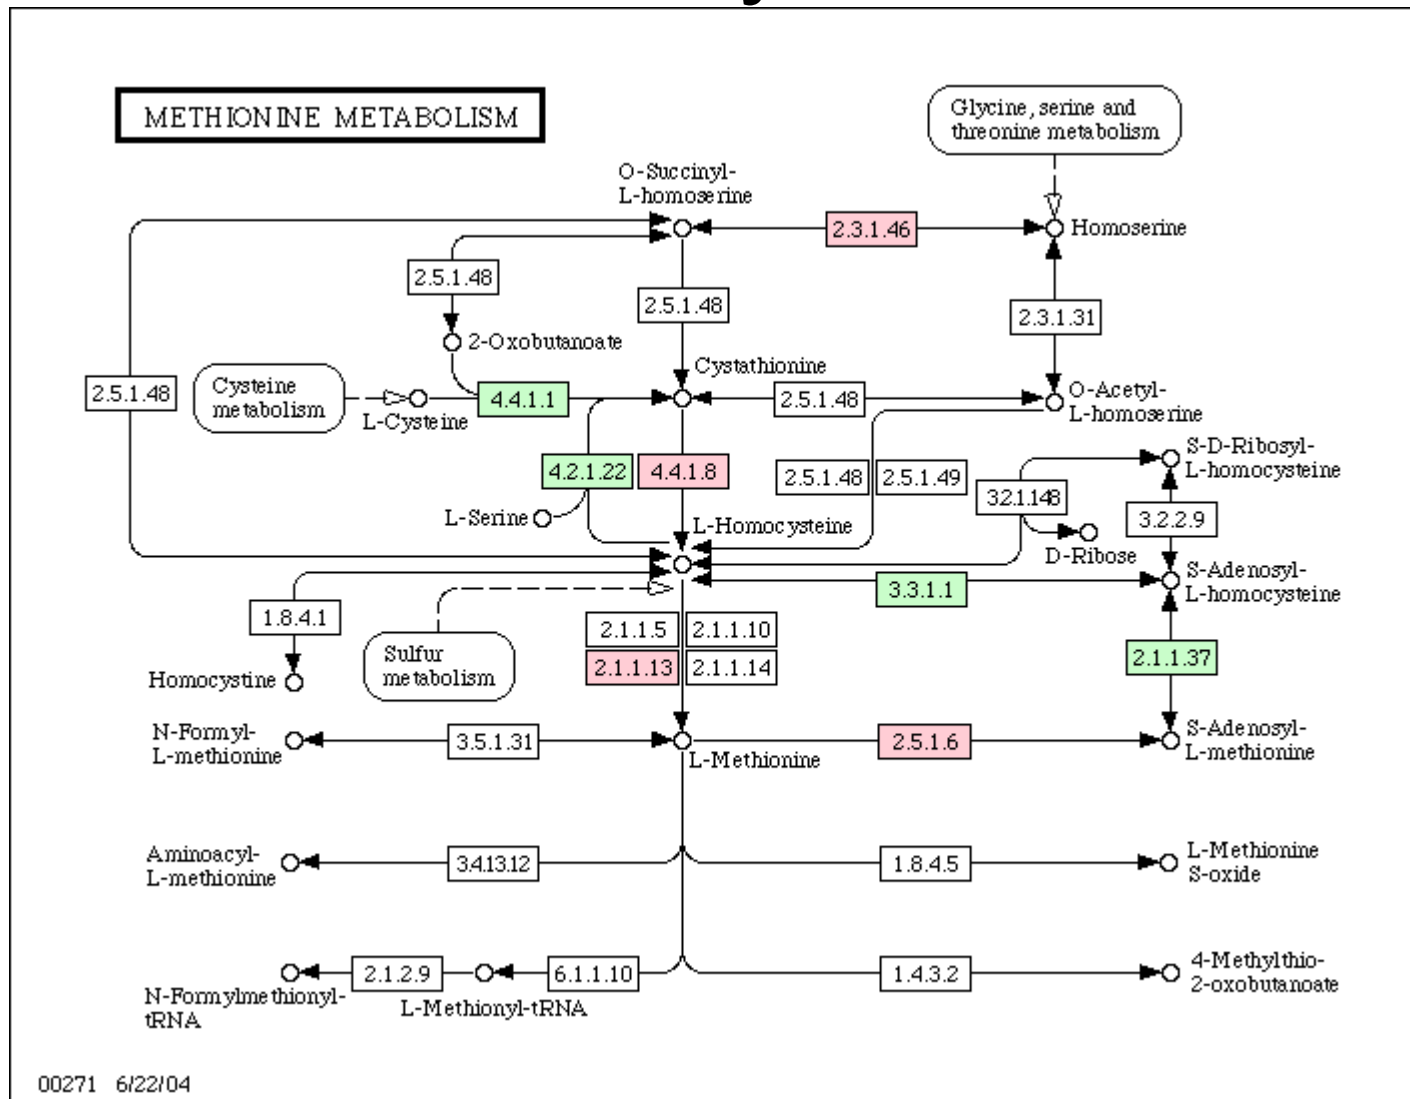 METHIONINE METABOLISM
Glycine, serine and
threonine metabolism
O-Succinyl-
L-homoserine
2.3.1.46
Homoserine
2.5.1.48
2.5.1.48
2.3.1.31
2-Oxobutanoate
Cystathionine
2.5.1.48
Cysteine
metabolism
L-Cysteine
4.4.1.1
2.5.1.48
O-Acetyl-
L-homoserine
4.2.1.22
4.4.1.8
2.5.1.48
2.5.1.49
3.2.1.148
S-D-Ribosyl-
L-homocysteine
L-Serine
L-Homocysteine
3.2.2.9
D-Ribose
3.3.1.1
S-Adenosyl-
L-homocysteine
1.8.4.1
Sulfur
metabolism
2.1.1.5
2.1.1.10
2.1.1.13
2.1.1.14
2.1.1.37
Homocystine
N-Formyl-
L-methionine
3.5.1.31
L-Methionine
2.5.1.6
S-Adenosyl-
L-methionine
Aminoacyl-
L-methionine
3.4.13.12
1.8.4.5
L-Methionine
S-oxide
2.1.2.9
6.1.1.10
1.4.3.2
4-Methylthio-
2-oxobutanoate
N-Formylmethionyl-
tRNA
L-Methionyl-tRNA
00271 6/22/04